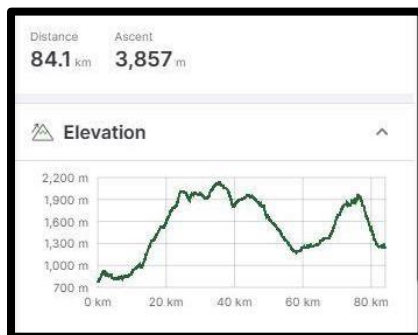 Distance Ascent
84.1 km 3,857 m
Elevation
2,200 m
1,900 m
1,600 m
1,300 m
1,000 m
700 m
0 km 20 km 40 km 60 km 80 km